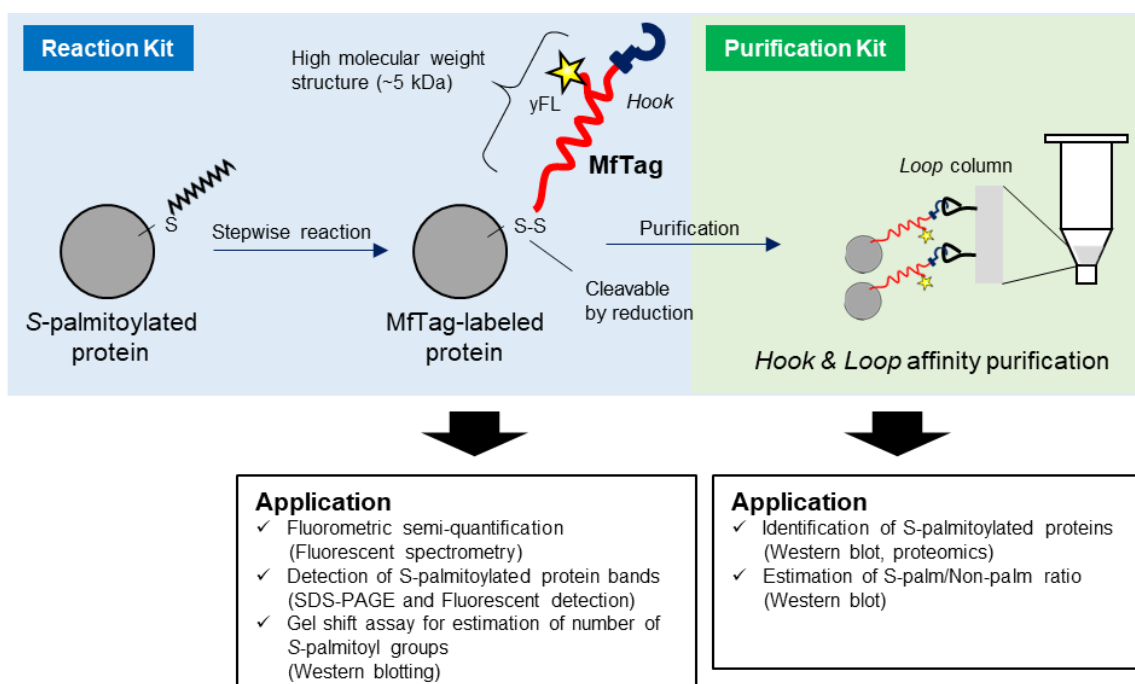 Reaction Kit
High molecular weight
structure (~5 kDa)
yFL
Hook
MfTag
S
Stepwise reaction
S-S
Cleavable
by reduction
S-palmitoylated
protein
MfTag-labeled
protein
Purification
Purification Kit
Loop column
Hook & Loop affinity purification
Application
✓ Fluorometric semi-quantification
(Fluorescent spectrometry)
✓ Detection of S-palmitoylated protein bands
(SDS-PAGE and Fluorescent detection)
✓ Gel shift assay for estimation of number of
S-palmitoyl groups
(Western blotting)
Application
✓ Identification of S-palmitoylated proteins
(Western blot, proteomics)
✓ Estimation of S-palm/Non-palm ratio
(Western blot)